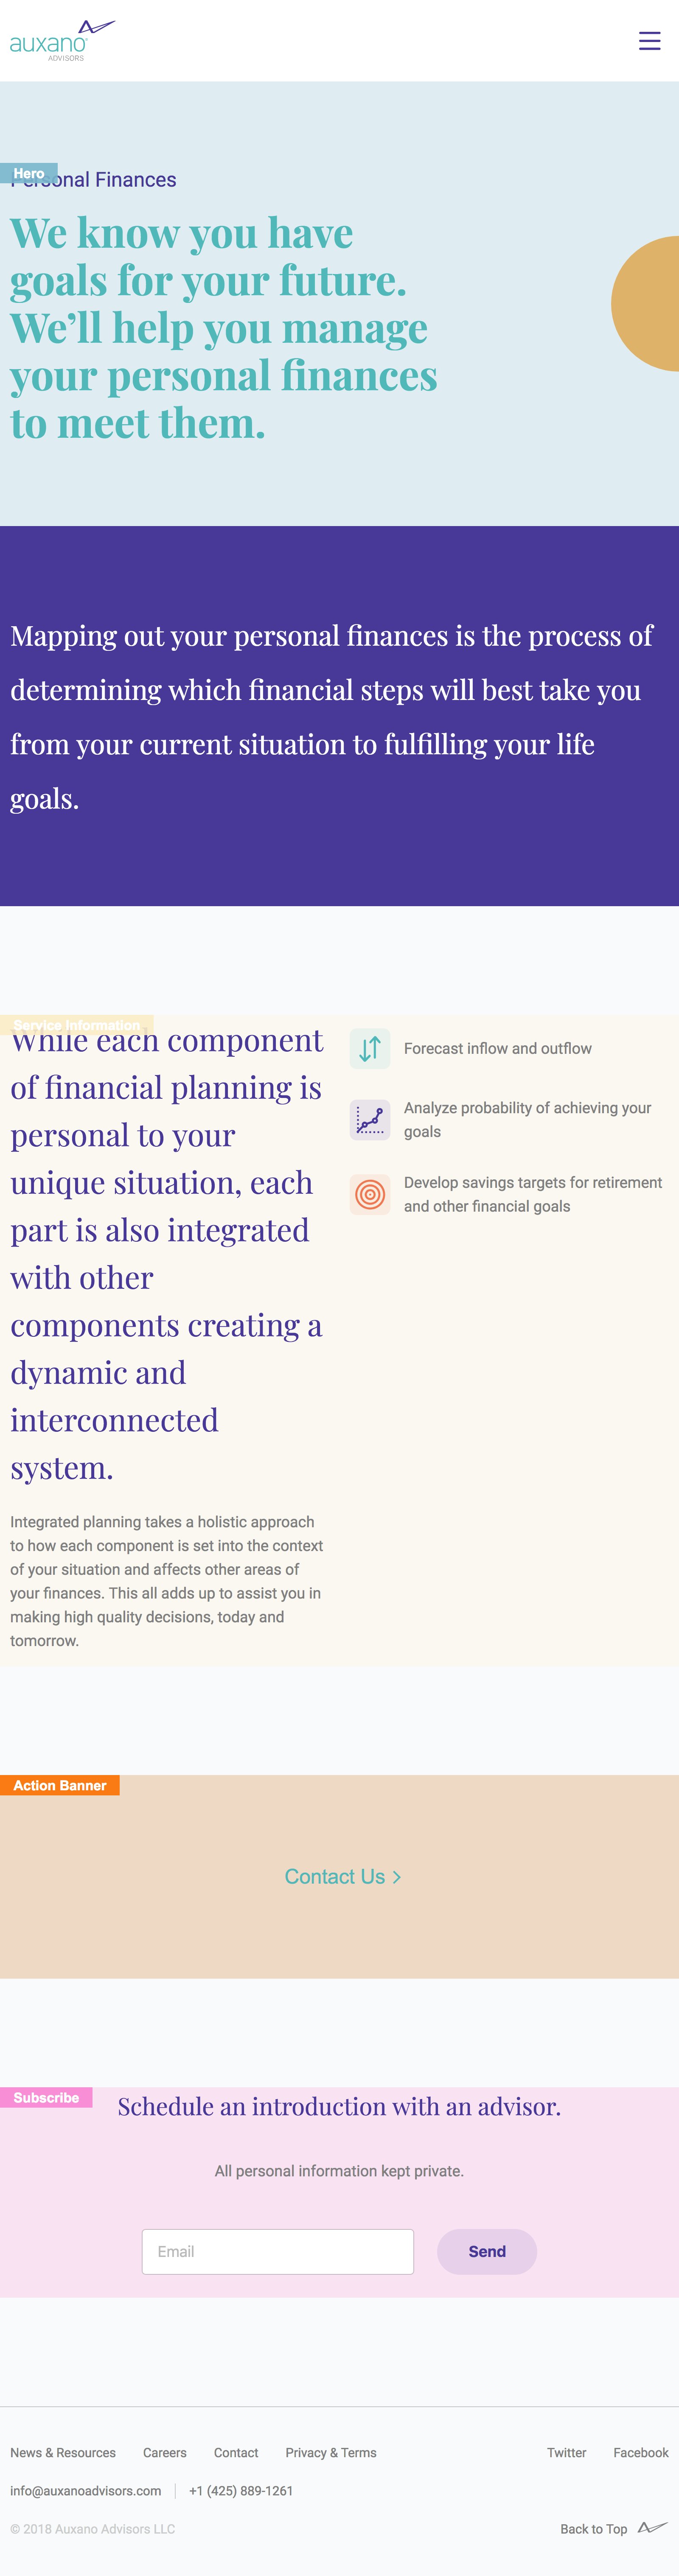 auxano
ADVISORS
Hero
Personal Finances
We know you have
goals for your future.
We’ll help you manage
your personal finances
to meet them.
Mapping out your personal finances is the process of
determining which financial steps will best take you
from your current situation to fulfilling your life
goals.
Service Information
While each component
of financial planning is
personal to your
unique situation, each
part is also integrated
with other
components creating a
dynamic and
interconnected
system.
Integrated planning takes a holistic approach
to how each component is set into the context
of your situation and affects other areas of
your finances. This all adds up to assist you in
making high quality decisions, today and
tomorrow.
Forecast inflow and outflow
Analyze probability of achieving your
goals
Develop savings targets for retirement
and other financial goals
Action Banner
Contact Us >
Subscribe
Schedule an introduction with an advisor.
All personal information kept private.
Email
Send
News & Resources Careers Contact Privacy & Terms Twitter Facebook
info@auxanoadvisors.com | +1 (425) 889-1261
© 2018 Auxano Advisors LLC Back to Top